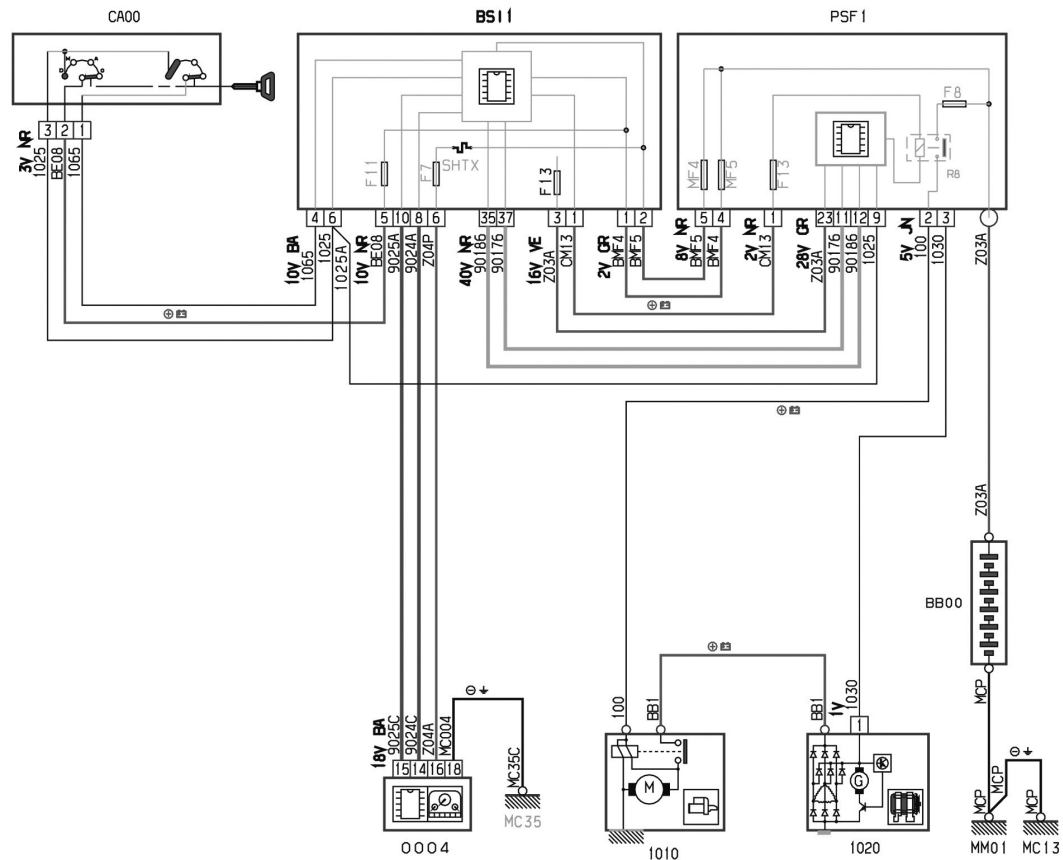 CA00
BSI1
PSF1
M
A
D
S
F8
R8
F11
F7
SHTX
F13
MF4
MF5
F13
3 2 1
4 6
5 10 8 6
35 37
3 1
1 2
5 4
1
23 11 12 9
2 3
3V NR
1025
BE08
1065
10V BA
1065
1025
1025A
10V NR
BE08
9025A
9024A
Z04P
40V NR
90186
90176
16V VE
Z03A
CM13
2V GR
BMF4
BMF5
8V NR
BMF5
BMF4
2V NR
CM13
28V GR
Z03A
90176
90186
1025
5V JN
100
1030
Z03A
Z03A
BB00
MCP
MCP
MCP
MCP
MM01
MC13
18V BA
9025C
9024C
Z04A
MC004
15 14 16 18
MC35C
MC35
0004
100
BB1
M
1010
BB1
1V
1030
1
G
1020